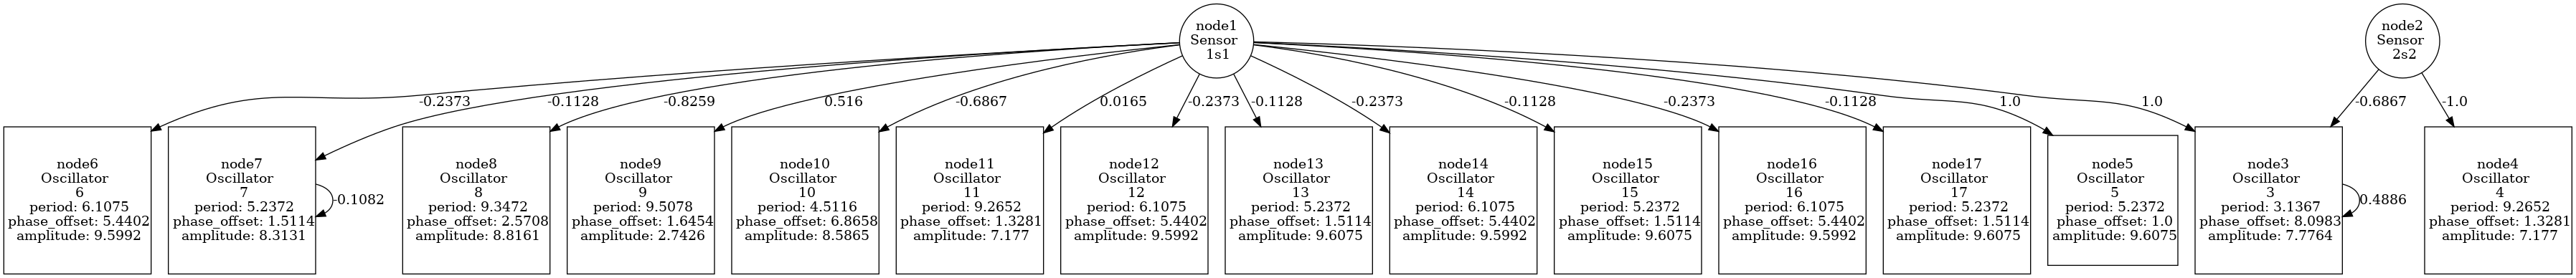 node1
Sensor
1s1
node2
Sensor
2s2
-0.2373
-0.1128
-0.8259
0.516
-0.6867
0.0165
-0.2373
-0.1128
-0.2373
-0.1128
-0.2373
-0.1128
1.0
1.0
-0.6867
-1.0
node6
Oscillator
6
period: 6.1075
phase_offset: 5.4402
amplitude: 9.5992
node7
Oscillator
7
period: 5.2372
phase_offset: 1.5114
amplitude: 8.3131
-0.1082
node8
Oscillator
8
period: 9.3472
phase_offset: 2.5708
amplitude: 8.8161
node9
Oscillator
9
period: 9.5078
phase_offset: 1.6454
amplitude: 2.7426
node10
Oscillator
10
period: 4.5116
phase_offset: 6.8658
amplitude: 8.5865
node11
Oscillator
11
period: 9.2652
phase_offset: 1.3281
amplitude: 7.177
node12
Oscillator
12
period: 6.1075
phase_offset: 5.4402
amplitude: 9.5992
node13
Oscillator
13
period: 5.2372
phase_offset: 1.5114
amplitude: 9.6075
node14
Oscillator
14
period: 6.1075
phase_offset: 5.4402
amplitude: 9.5992
node15
Oscillator
15
period: 5.2372
phase_offset: 1.5114
amplitude: 9.6075
node16
Oscillator
16
period: 6.1075
phase_offset: 5.4402
amplitude: 9.5992
node17
Oscillator
17
period: 5.2372
phase_offset: 1.5114
amplitude: 9.6075
node5
Oscillator
5
period: 5.2372
phase_offset: 1.0
amplitude: 9.6075
node3
Oscillator
3
period: 3.1367
phase_offset: 8.0983
amplitude: 7.7764
0.4886
node4
Oscillator
4
period: 9.2652
phase_offset: 1.3281
amplitude: 7.177